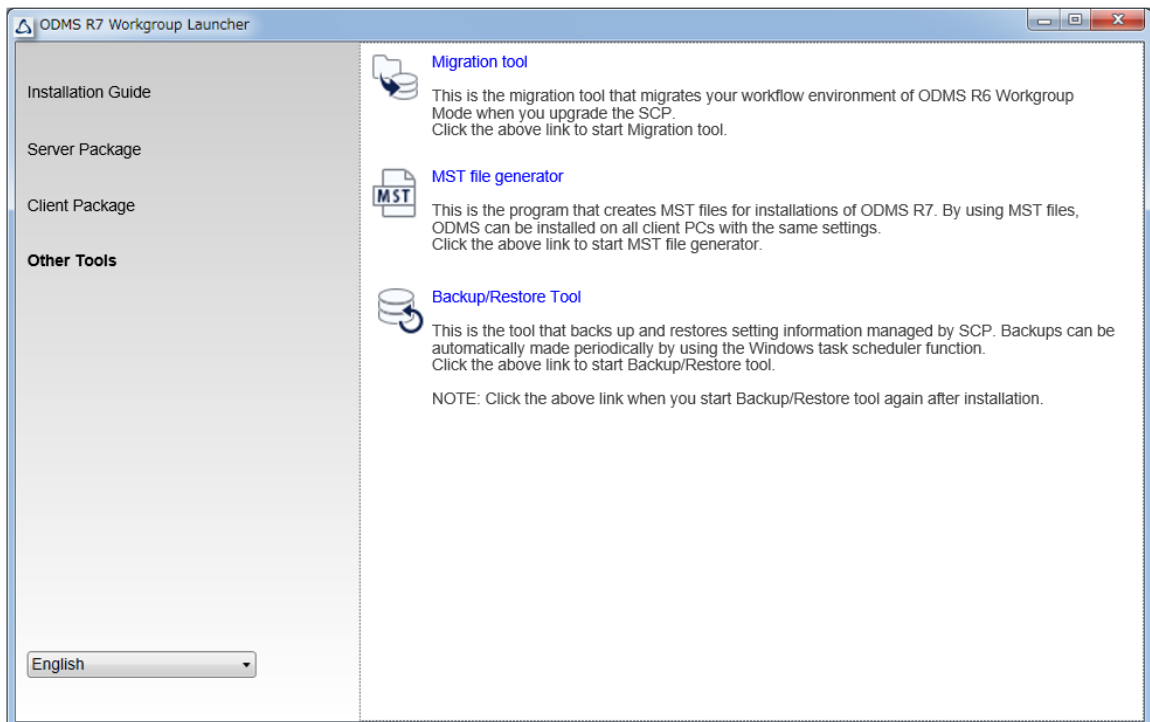 ODMS R7 Workgroup Launcher
Installation Guide
Server Package
Client Package
Other Tools
English
Migration tool
This is the migration tool that migrates your workflow environment of ODMS R6 Workgroup
Mode when you upgrade the SCP.
Click the above link to start Migration tool.
MST
MST file generator
This is the program that creates MST files for installations of ODMS R7. By using MST files,
ODMS can be installed on all client PCs with the same settings.
Click the above link to start MST file generator.
Backup/Restore Tool
This is the tool that backs up and restores setting information managed by SCP. Backups can be
automatically made periodically by using the Windows task scheduler function.
Click the above link to start Backup/Restore tool.
NOTE: Click the above link when you start Backup/Restore tool again after installation.